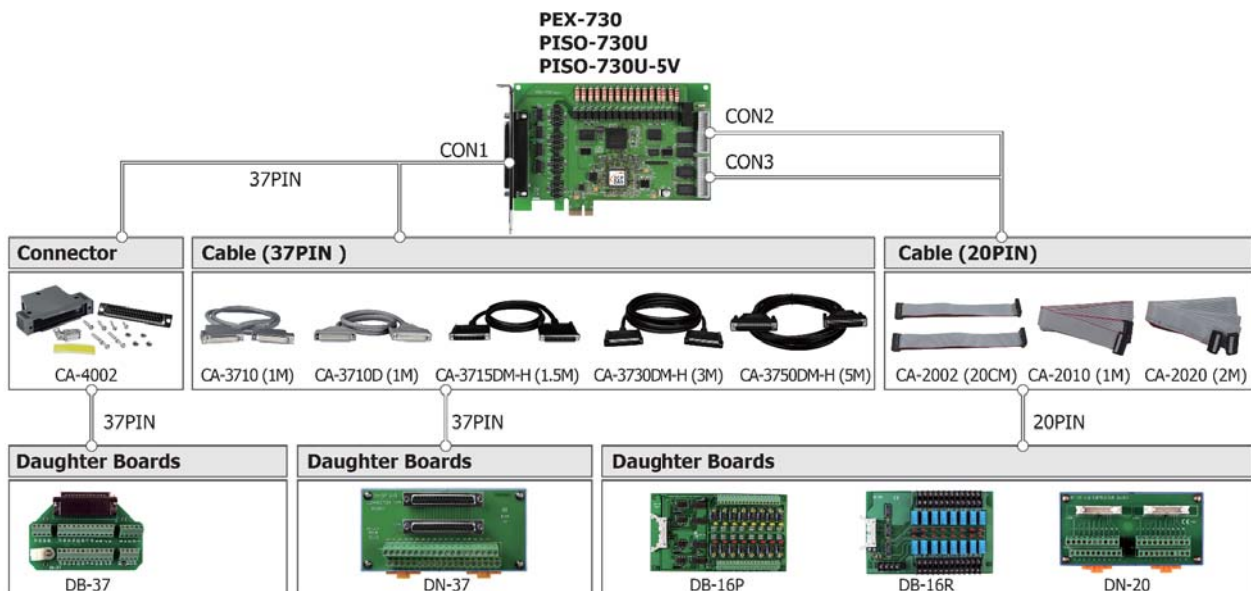 PEX-730
PISO-730U
PISO-730U-5V
CON1
CON2
CON3
37PIN
Connector
CA-4002
Cable (37PIN )
CA-3710 (1M)
CA-3710D (1M)
CA-3715DM-H (1.5M)
CA-3730DM-H (3M)
CA-3750DM-H (5M)
Cable (20PIN)
CA-2002 (20CM)
CA-2010 (1M)
CA-2020 (2M)
37PIN
37PIN
20PIN
Daughter Boards
DB-37
Daughter Boards
DN-37
Daughter Boards
DB-16P
DB-16R
DN-20